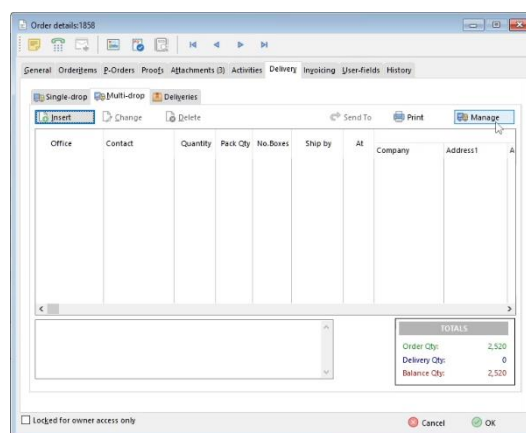 Order details:1858
General Orderitems P-Orders Proofs Attachments (3) Activities Delivery Invoicing User-fields History
Single-drop Multi-drop Deliveries
Insert Change Delete Send To Print Manage
Office Contact Quantity Pack Qty No.Boxes Ship by At Company Address1 A
TOTALS
Order Qty: 2,520
Delivery Qty: 0
Balance Qty: 2,520
Locked for owner access only Cancel OK